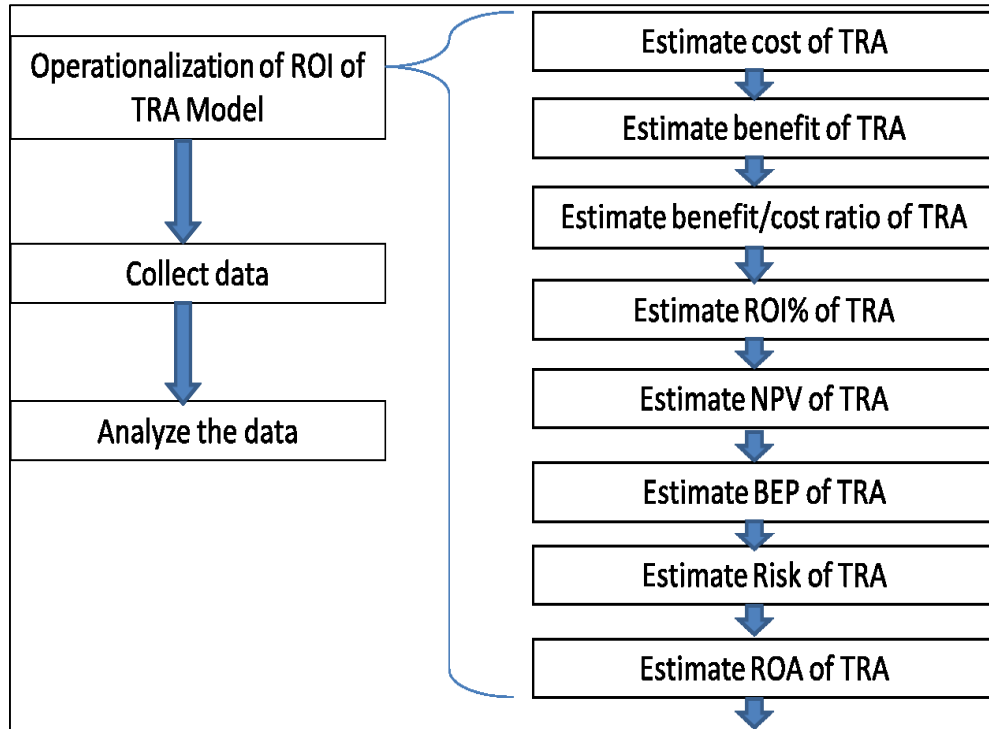 Operationalization of ROI of
TRA Model
Collect data
Analyze the data
Estimate cost of TRA
Estimate benefit of TRA
Estimate benefit/cost ratio of TRA
Estimate ROI% of TRA
Estimate NPV of TRA
Estimate BEP of TRA
Estimate Risk of TRA
Estimate ROA of TRA